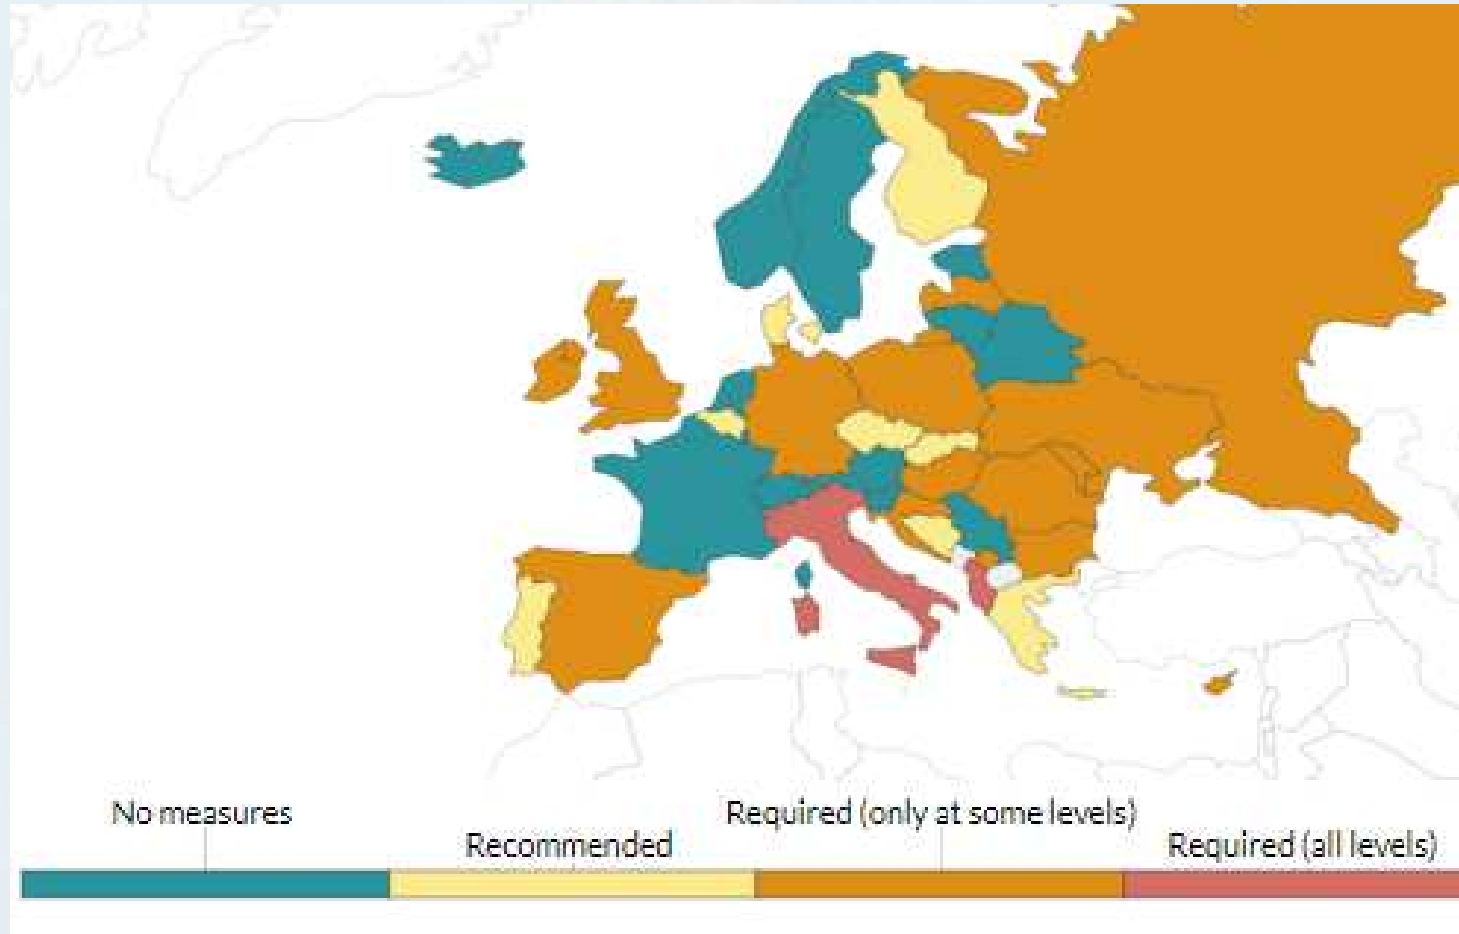 No measures
Required (only at some levels)
Recommended
Required (all levels)